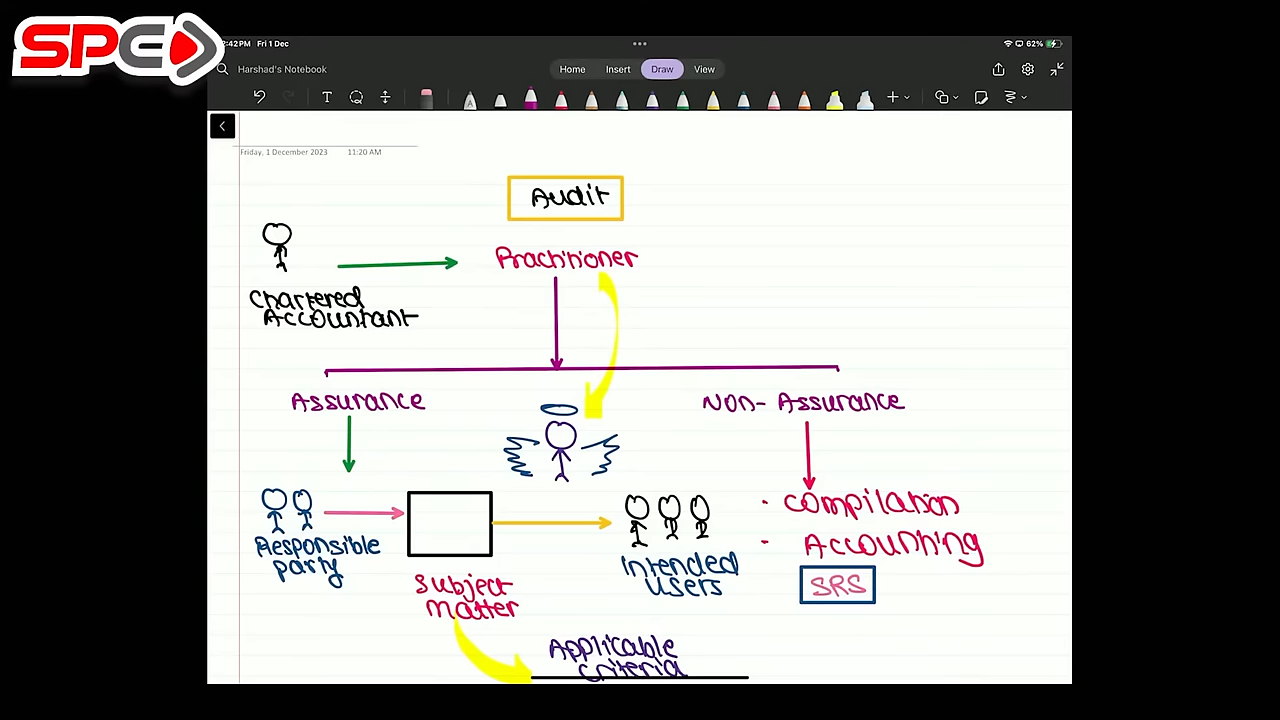 SPC
2:42 PM Fri 1 Dec
62%
Harshad's Notebook
Home Insert Draw View
T
A
Friday, 1 December 2023 11:20 AM
Audit
Practitioner
Chartered
Accountant
Assurance
Non- Assurance
Responsible
party
Subject
matter
Intended
users
· Compilation
· Accounting
SRS
Applicable
criteria